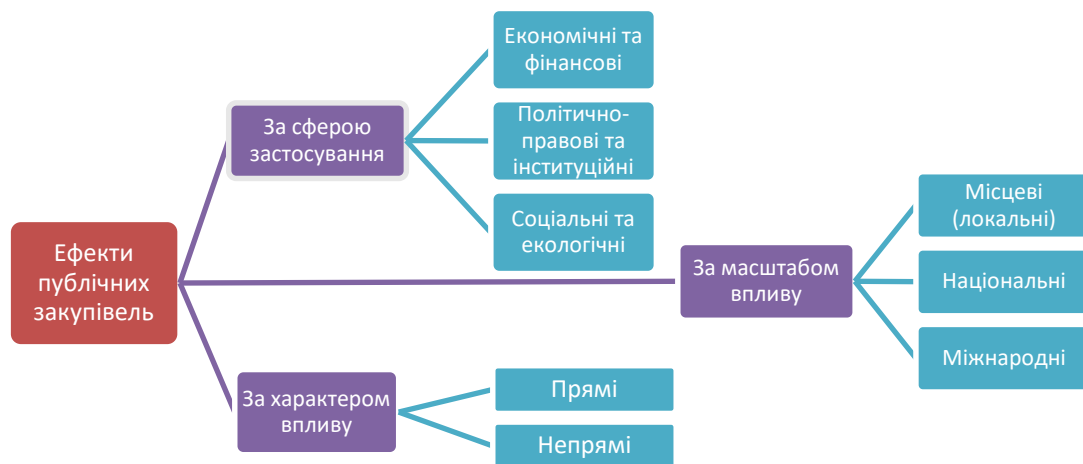 Ефекти
публічних
закупівель
За сферою
застосування
Економічні та
фінансові
Політично-
правові та
інституційні
Соціальні та
екологічні
За масштабом
впливу
Місцеві
(локальні)
Національні
Міжнародні
За характером
впливу
Прямі
Непрямі